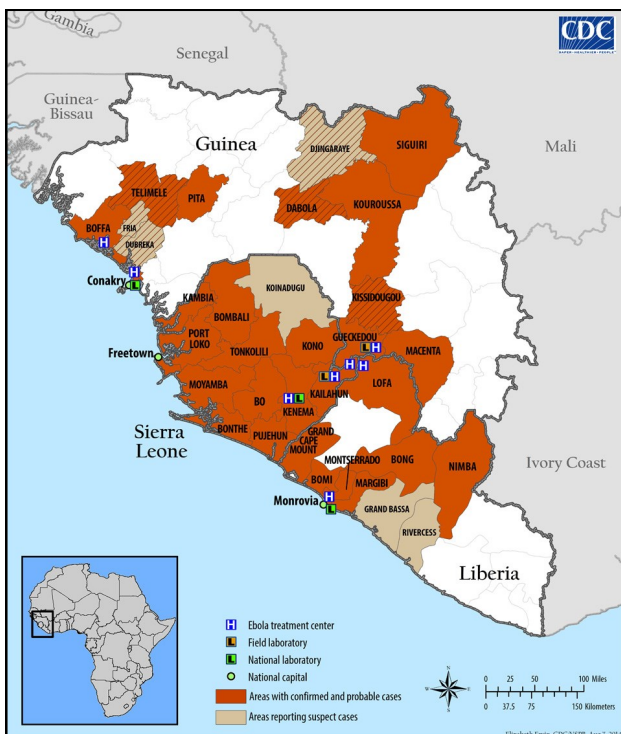 CDC
SAFER • HEALTHIER • PEOPLE™
Gambia
Senegal
Guinea-
Bissau
Guinea
Mali
DJINGARAYE
SIGUIRI
TELIMELE
PITA
DABOLA
KOUROUSSA
BOFFA
FRIA
DUBREKA
H
H
Conakry
L
KISSIDOUGOU
KOINADUGU
KAMBIA
BOMBALI
PORT
LOKO
TONKOLILI
KONO
GUECKEDOU
MACENTA
L H
Freetown
H H
L H
KAILAHUN
LOFA
MOYAMBA
BO
H L
KENEMA
BONTHE
PUJEHUN
GRAND
CAPE
MOUNT
Sierra
Leone
MONTSERRADO
BONG
NIMBA
BOMI
MARGIBI
Ivory Coast
H
Monrovia
L
GRAND BASSA
RIVERCESS
Liberia
H Ebola treatment center
L Field laboratory
L National laboratory
National capital
Areas with confirmed and probable cases
Areas reporting suspect cases
N
W E
S
0 25 50 100 Miles
0 37.5 75 150 Kilometers